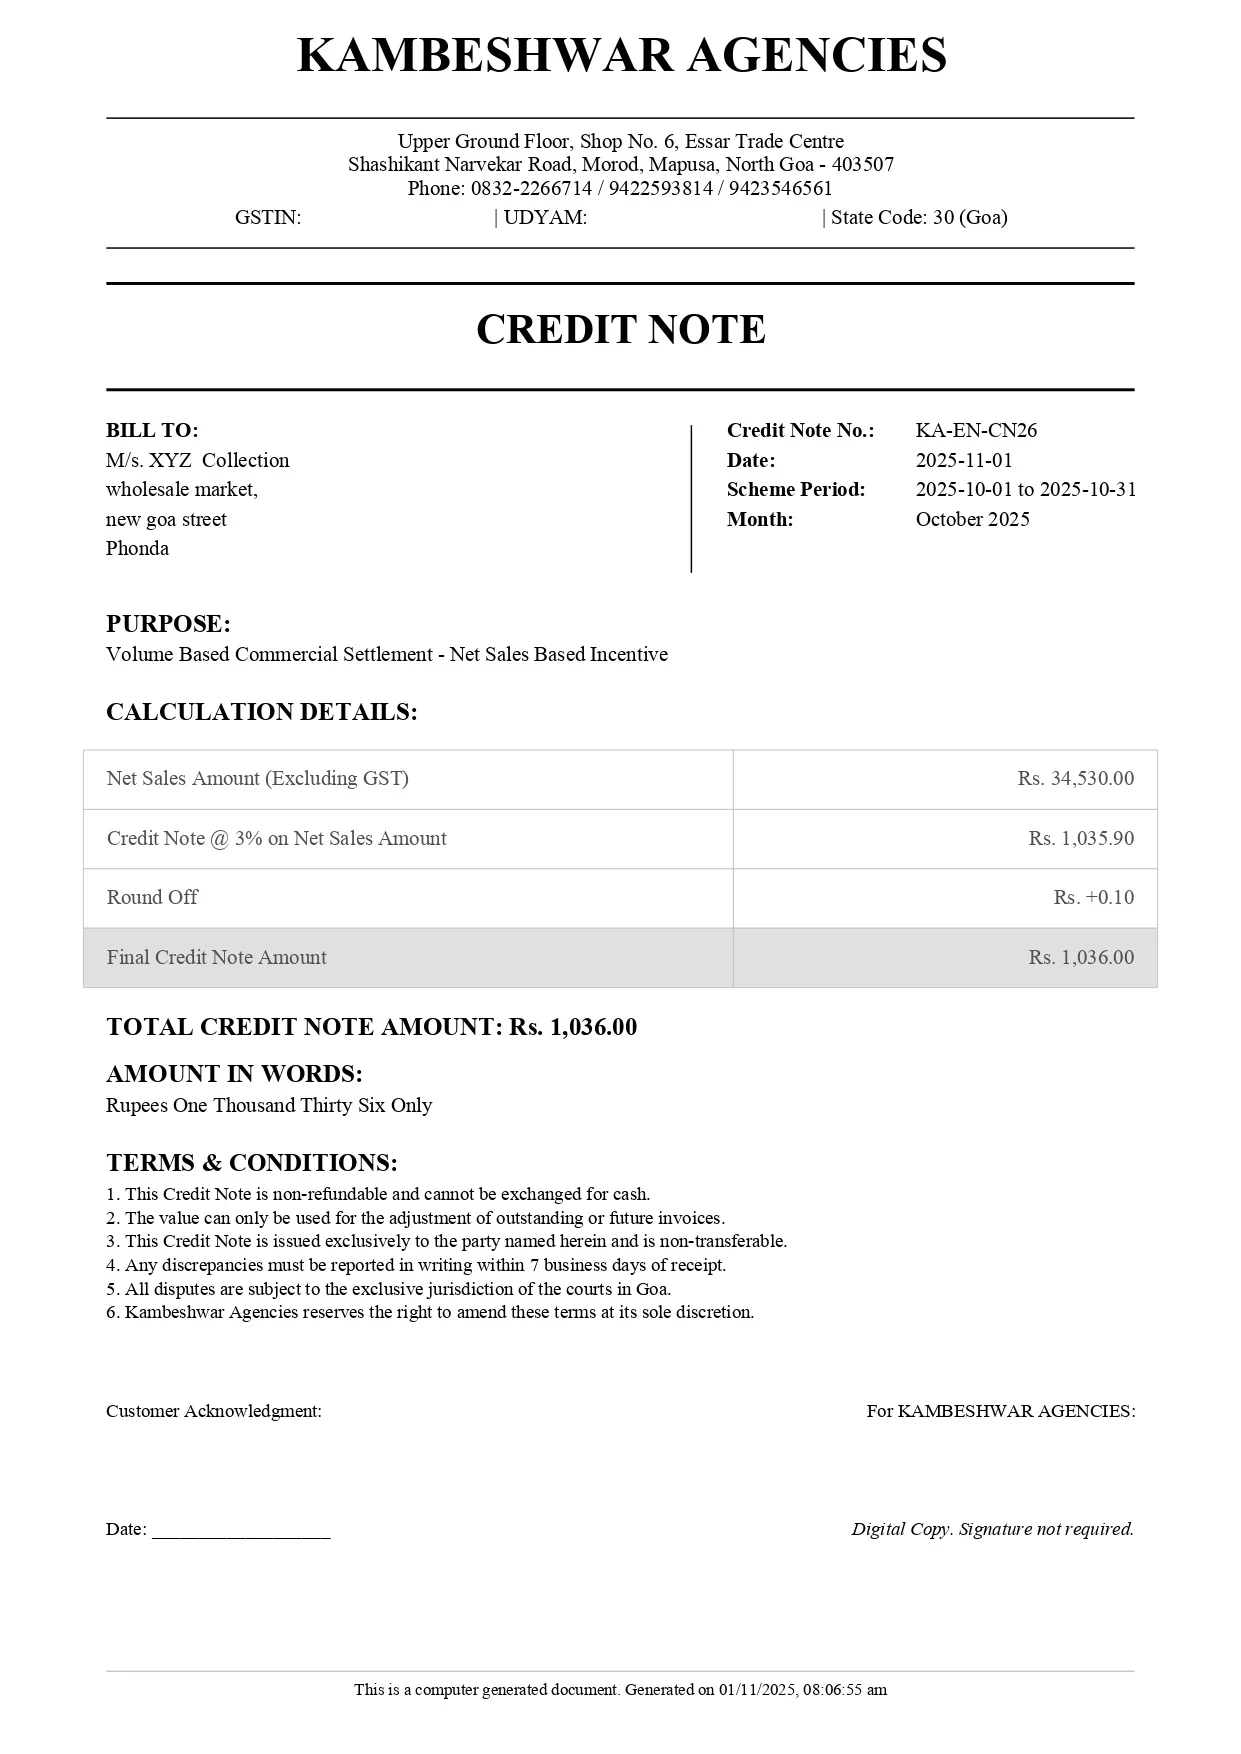 KAMBESHWAR AGENCIES
Upper Ground Floor, Shop No. 6, Essar Trade Centre
Shashikant Narvekar Road, Morod, Mapusa, North Goa - 403507
Phone: 0832-2266714 / 9422593814 / 9423546561
GSTIN: | UDYAM: | State Code: 30 (Goa)
CREDIT NOTE
BILL TO:
M/s. XYZ  Collection
wholesale market,
new goa street
Phonda
Credit Note No.: KA-EN-CN26
Date: 2025-11-01
Scheme Period: 2025-10-01 to 2025-10-31
Month: October 2025
PURPOSE:
Volume Based Commercial Settlement - Net Sales Based Incentive
CALCULATION DETAILS:
Net Sales Amount (Excluding GST) Rs. 34,530.00
Credit Note @ 3% on Net Sales Amount Rs. 1,035.90
Round Off Rs. +0.10
Final Credit Note Amount Rs. 1,036.00
TOTAL CREDIT NOTE AMOUNT: Rs. 1,036.00
AMOUNT IN WORDS:
Rupees One Thousand Thirty Six Only
TERMS & CONDITIONS:
1. This Credit Note is non-refundable and cannot be exchanged for cash.
2. The value can only be used for the adjustment of outstanding or future invoices.
3. This Credit Note is issued exclusively to the party named herein and is non-transferable.
4. Any discrepancies must be reported in writing within 7 business days of receipt.
5. All disputes are subject to the exclusive jurisdiction of the courts in Goa.
6. Kambeshwar Agencies reserves the right to amend these terms at its sole discretion.
Customer Acknowledgment: For KAMBESHWAR AGENCIES:
Date: ___________________ Digital Copy. Signature not required.
This is a computer generated document. Generated on 01/11/2025, 08:06:55 am